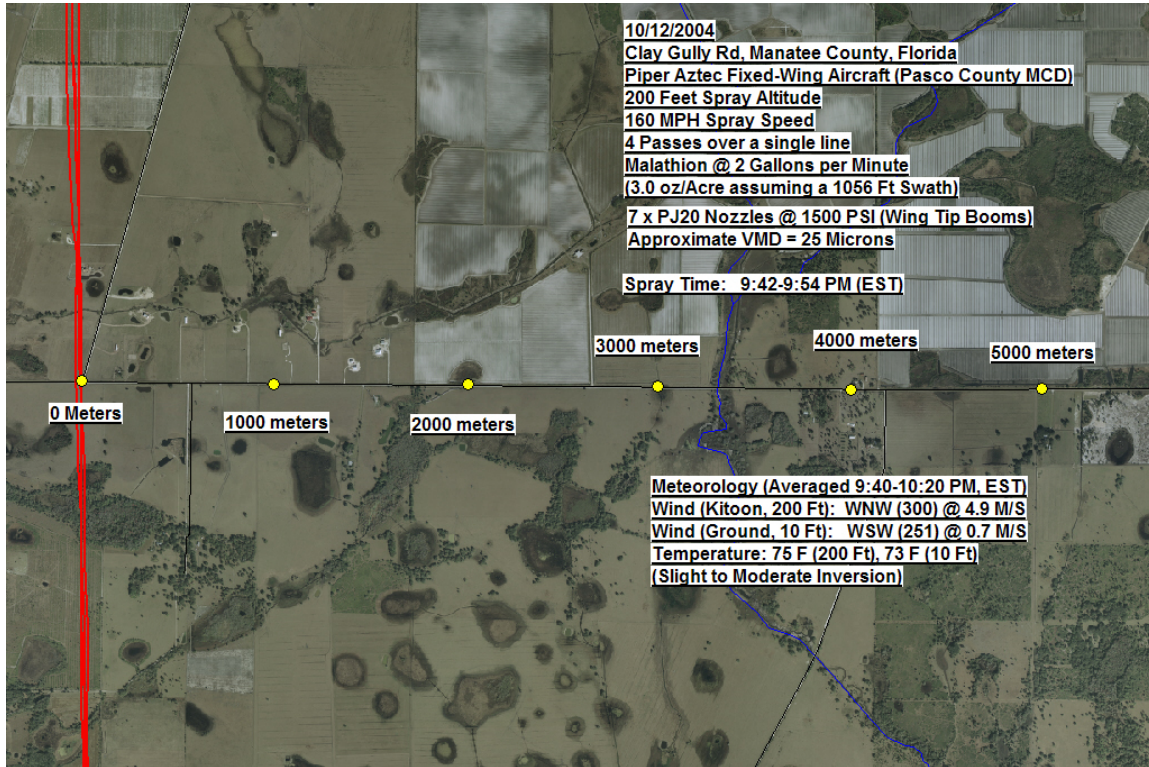 10/12/2004
Clay Gully Rd, Manatee County, Florida
Piper Aztec Fixed-Wing Aircraft (Pasco County MCD)
200 Feet Spray Altitude
160 MPH Spray Speed
4 Passes over a single line
Malathion @ 2 Gallons per Minute
(3.0 oz/Acre assuming a 1056 Ft Swath)
7 x PJ20 Nozzles @ 1500 PSI (Wing Tip Booms)
Approximate VMD = 25 Microns
Spray Time: 9:42-9:54 PM (EST)
0 Meters
1000 meters
2000 meters
3000 meters
4000 meters
5000 meters
Meteorology (Averaged 9:40-10:20 PM, EST)
Wind (Kitoon, 200 Ft): WNW (300) @ 4.9 M/S
Wind (Ground, 10 Ft): WSW (251) @ 0.7 M/S
Temperature: 75 F (200 Ft), 73 F (10 Ft)
(Slight to Moderate Inversion)